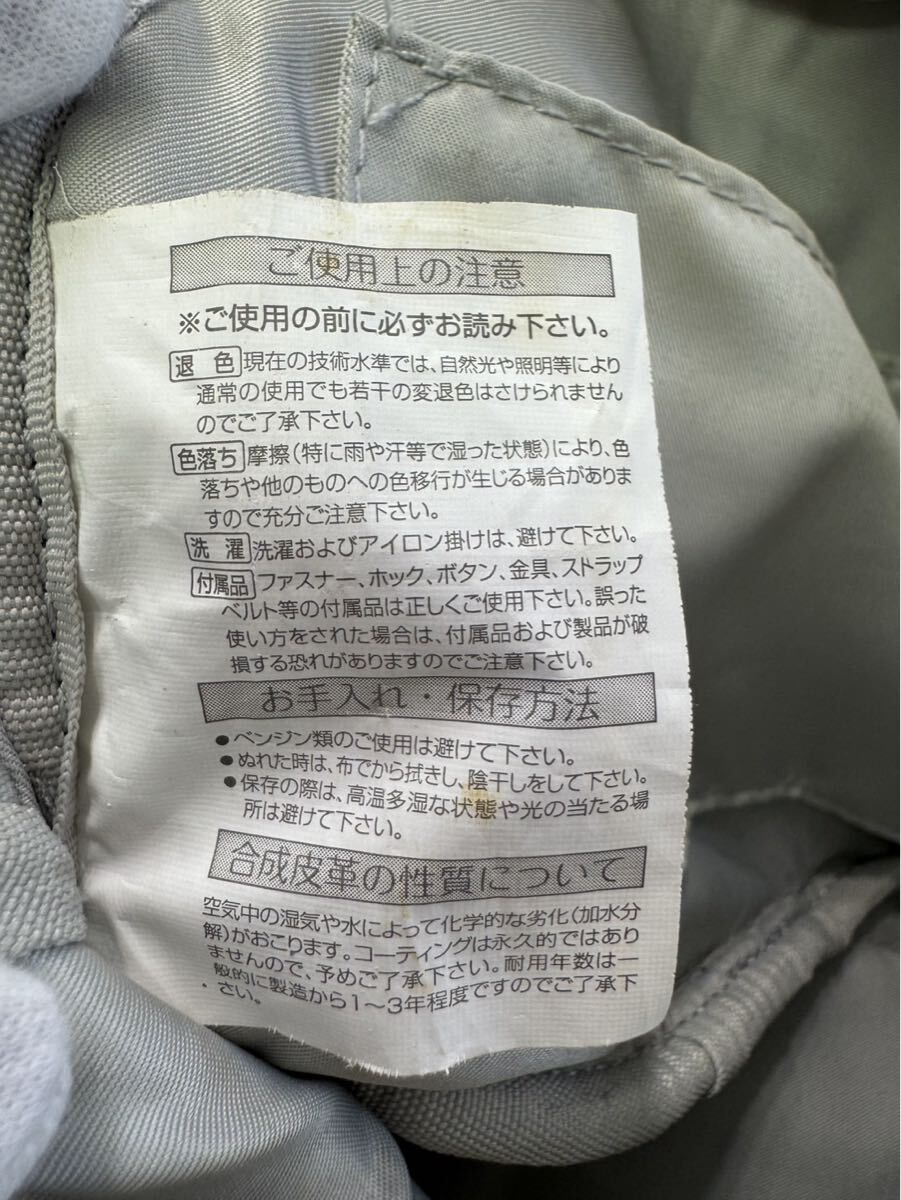 ご使用上の注意
※ご使用の前に必ずお読み下さい。
退色 現在の技術水準では、自然光や照明等により
通常の使用でも若干の変退色はさけられません
のでご了承下さい。
色落ち 摩擦(特に雨や汗等で湿った状態)により、色
落ちや他のものへの色移行が生じる場合がありま
すので充分ご注意下さい。
洗濯 洗濯およびアイロン掛けは、避けて下さい。
付属品 ファスナー、ホック、ボタン、金具、ストラップ
ベルト等の付属品は正しくご使用下さい。誤った
使い方をされた場合は、付属品および製品が破
損する恐れがありますのでご注意下さい。
お手入れ・保存方法
●ベンジン類のご使用は避けて下さい。
●ぬれた時は、布でから拭きし、陰干しをして下さい。
●保存の際は、高温多湿な状態や光の当たる場
所は避けて下さい。
合成皮革の性質について
空気中の湿気や水によって化学的な劣化(加水分
解)がおこります。コーティングは永久的ではあり
ませんので、予めご了承下さい。耐用年数は一
般的に製造から1〜3年程度ですのでご了承下
さい。